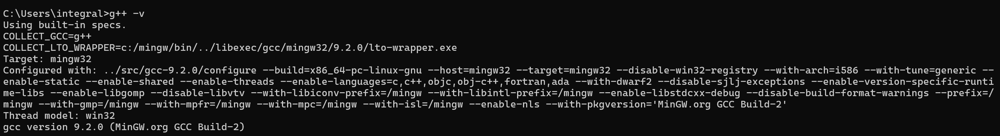 C:\Users\integral>g++ -v
Using built-in specs.
COLLECT_GCC=g++
COLLECT_LTO_WRAPPER=c:/mingw/bin/../libexec/gcc/mingw32/9.2.0/lto-wrapper.exe
Target: mingw32
Configured with: ../src/gcc-9.2.0/configure --build=x86_64-pc-linux-gnu --host=mingw32 --target=mingw32 --disable-win32-registry --with-arch=i586 --with-tune=generic --
enable-static --enable-shared --enable-threads --enable-languages=c,c++,objc,obj-c++,fortran,ada --with-dwarf2 --disable-sjlj-exceptions --enable-version-specific-runti
me-libs --enable-libgomp --disable-libvtv --with-libiconv-prefix=/mingw --with-libintl-prefix=/mingw --enable-libstdcxx-debug --disable-build-format-warnings --prefix=/
mingw --with-gmp=/mingw --with-mpfr=/mingw --with-mpc=/mingw --with-isl=/mingw --enable-nls --with-pkgversion='MinGW.org GCC Build-2'
Thread model: win32
gcc version 9.2.0 (MinGW.org GCC Build-2)